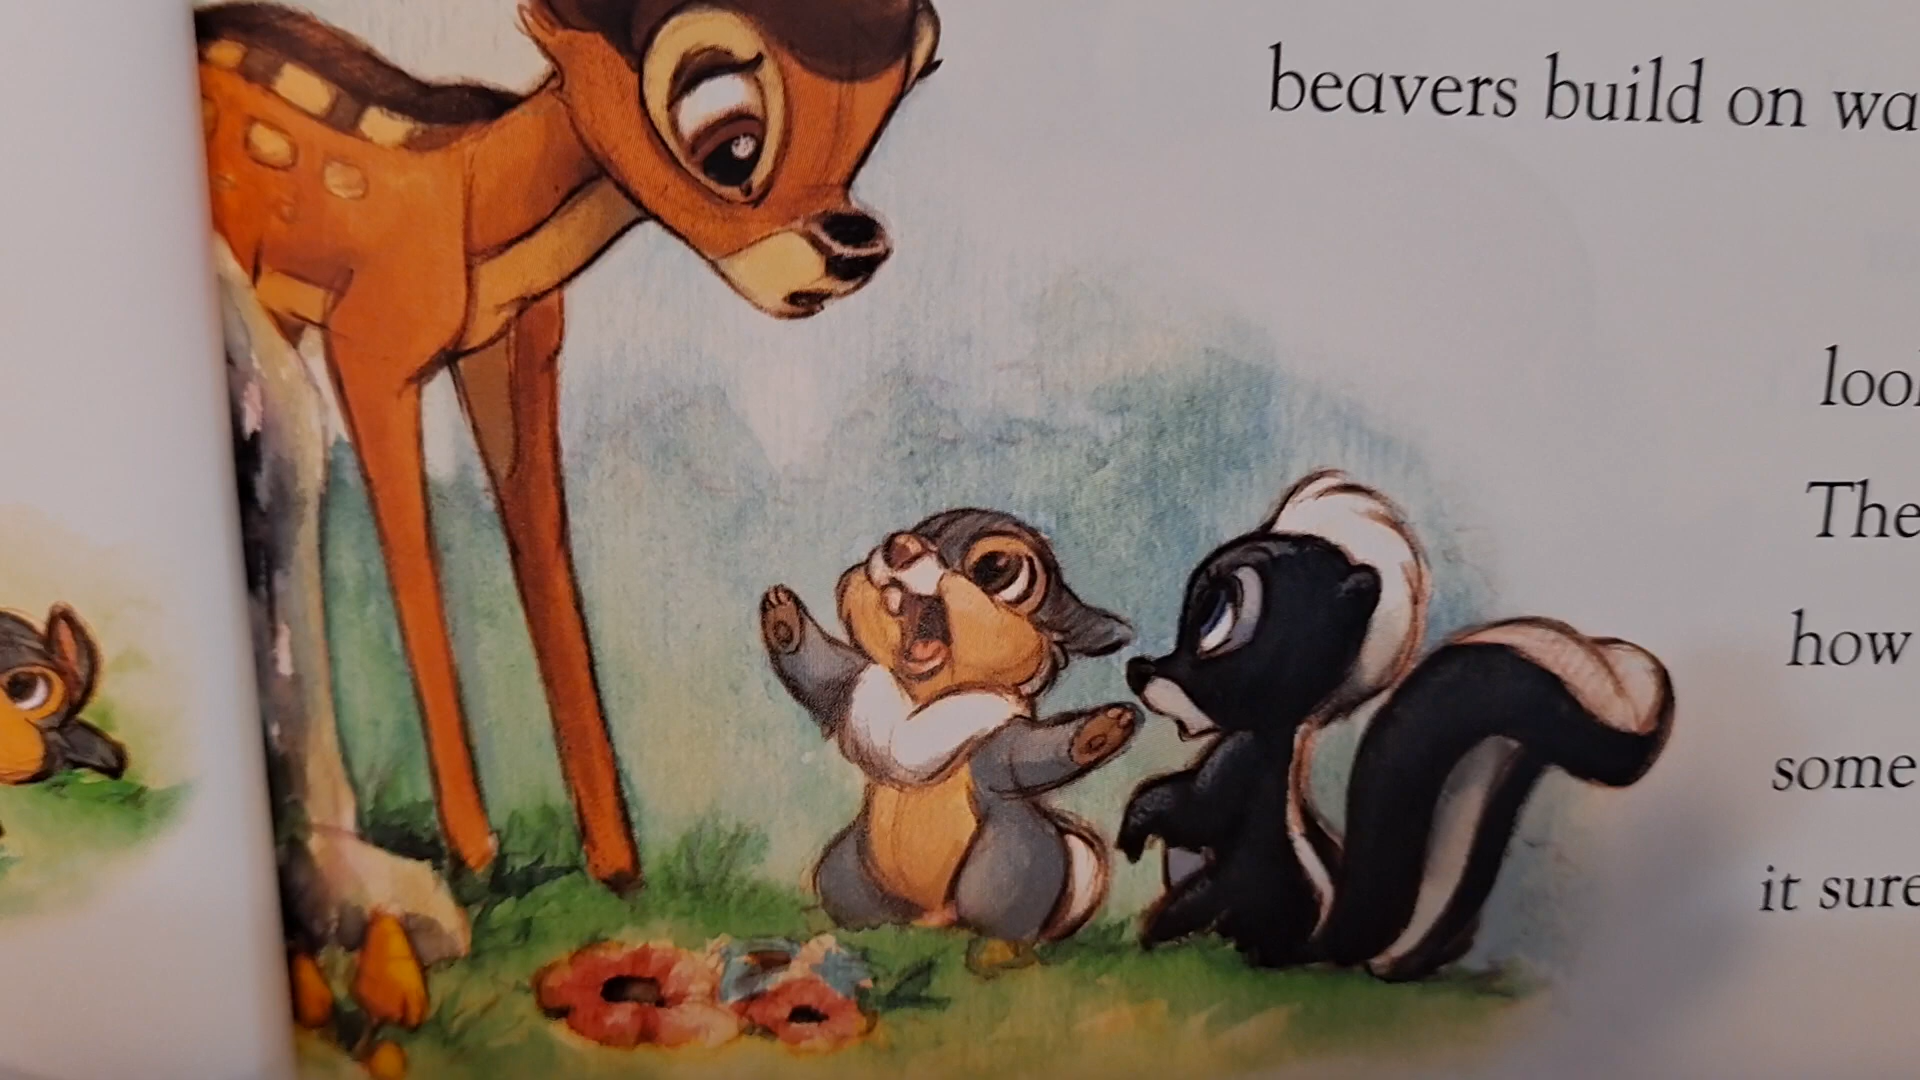 beavers build on wa
loo
The
how
some
it sure